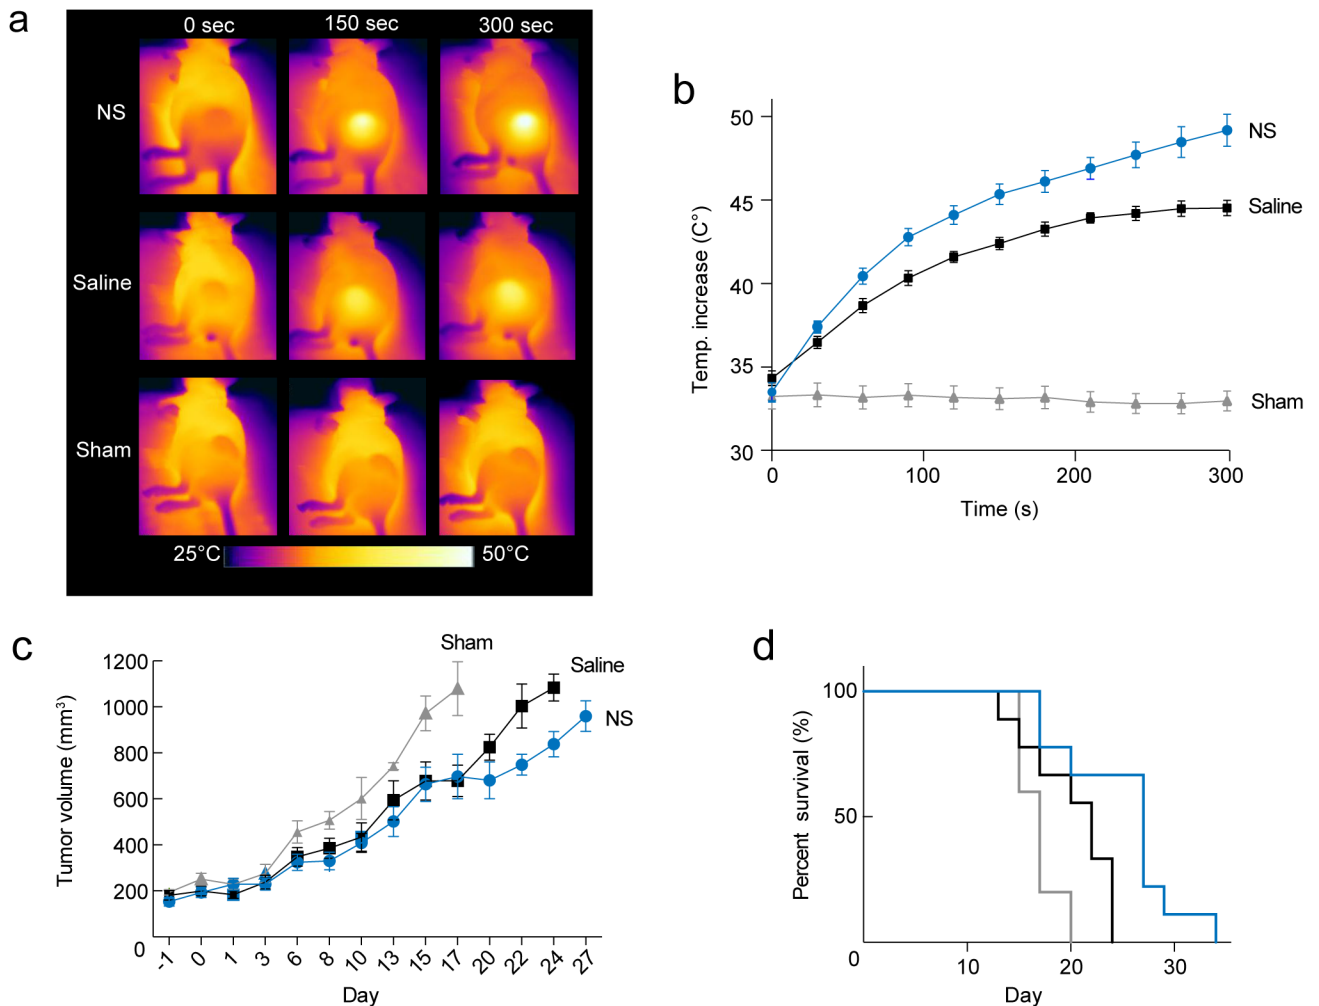 a
0 sec 150 sec 300 sec
NS
Saline
Sham
25°C 50°C
b
50
45
40
35
30
0 100 200 300
Temp. increase (C°)
Time (s)
NS
Saline
Sham
c
1200
1000
800
600
400
200
0
-1 0 1 3 6 8 10 13 15 17 20 22 24 27
Tumor volume (mm³)
Day
Sham
Saline
NS
d
100
50
0 10 20 30
Percent survival (%)
Day